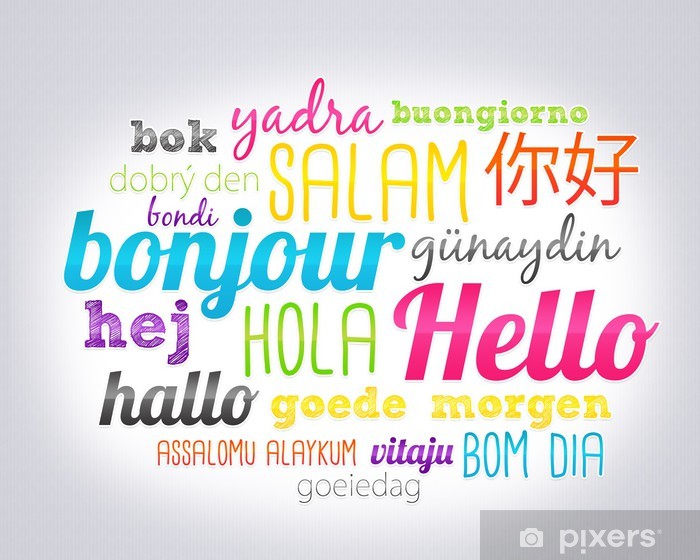 yadra
buongiorno
bok
SALAM
你好
dobrý den
bondi
bonjour
günaydin
hej
HOLA
Hello
hallo
goede morgen
ASSALOMU ALAYKUM
vitaju
BOM DIA
goeiedag
pixers